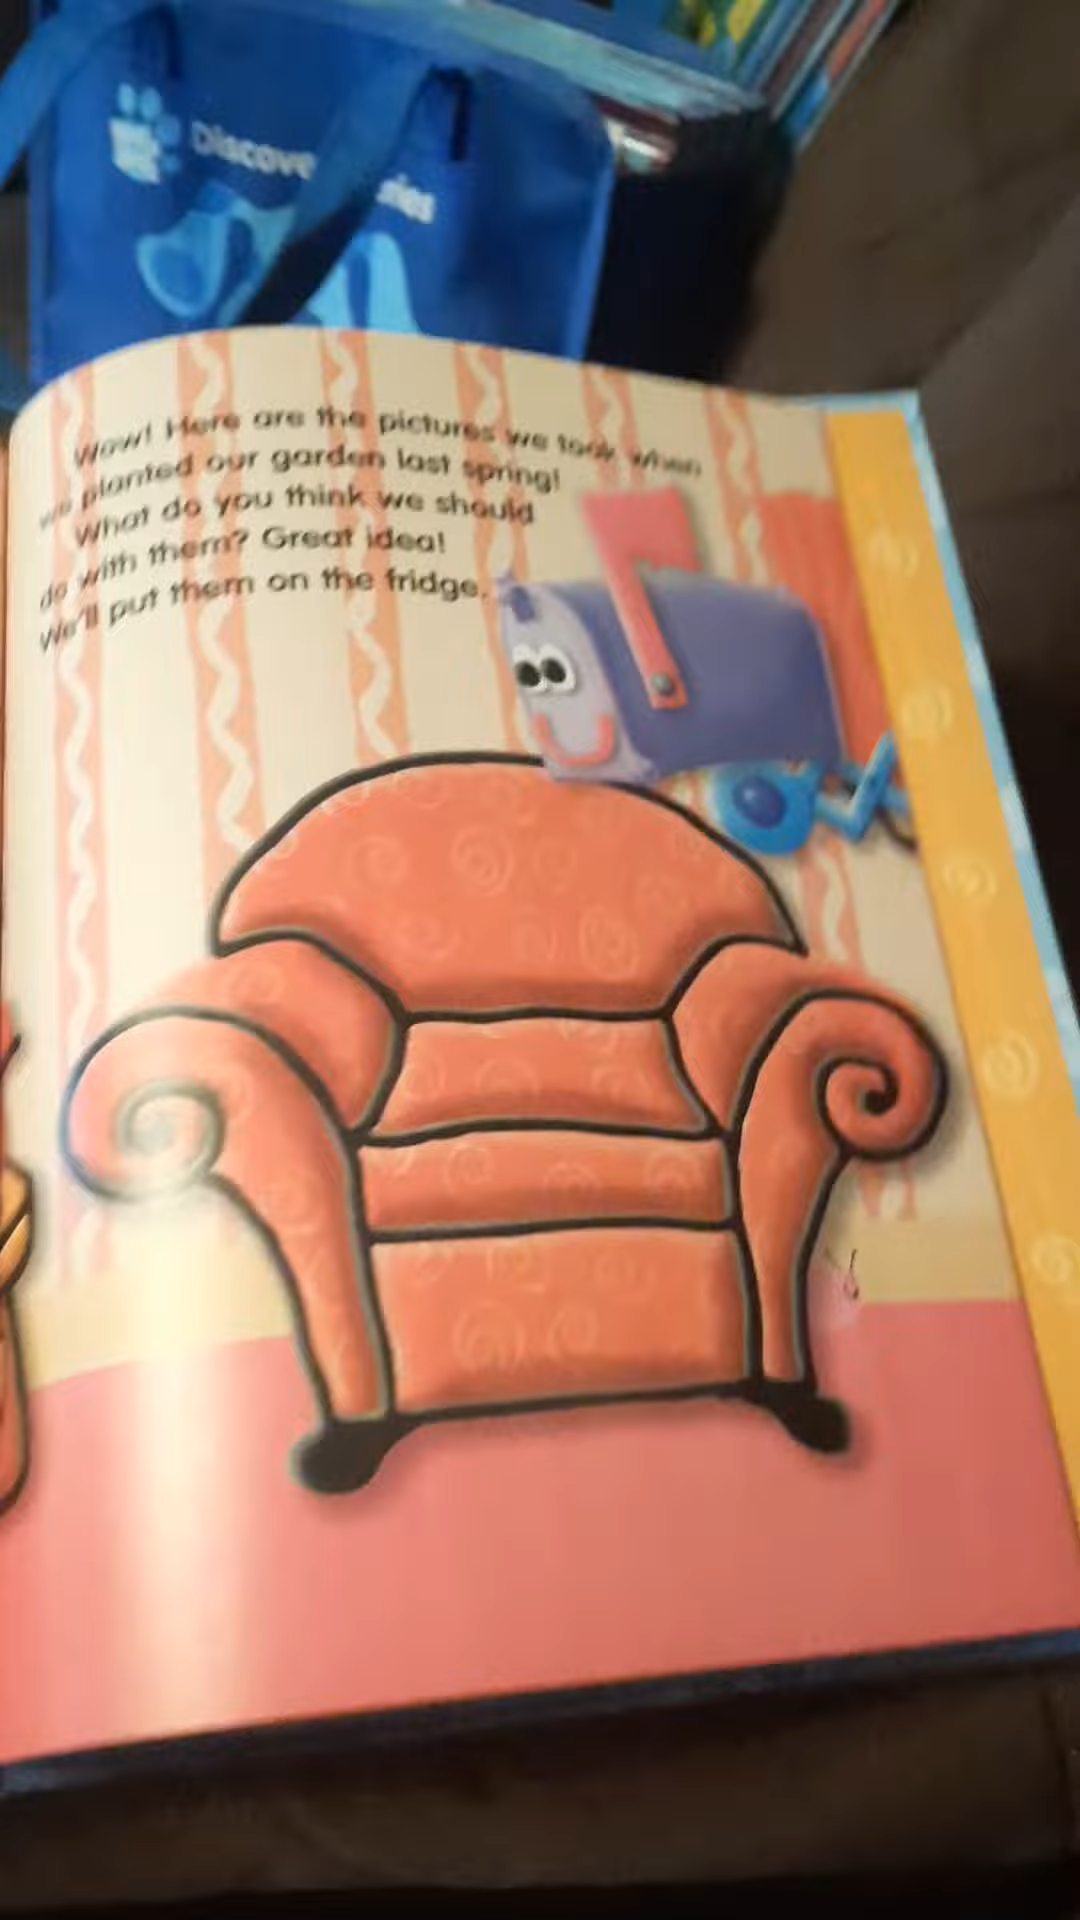 Discove ries
Wow! Here are the pictures we took when
we planted our garden last spring!
What do you think we should
do with them? Great idea!
We'll put them on the fridge.